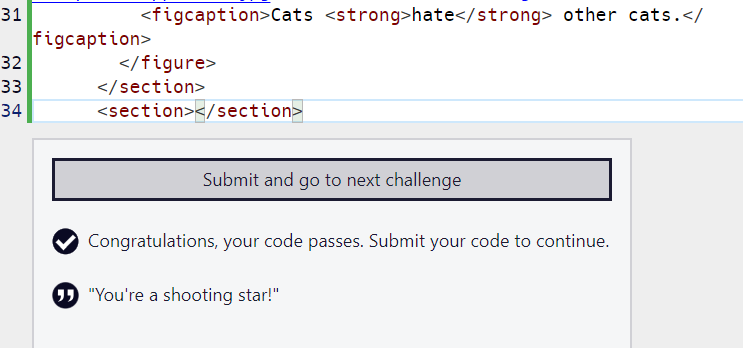 31 <figcaption>Cats <strong>hate</strong> other cats.</
figcaption>
32 </figure>
33 </section>
34 <section></section>
Submit and go to next challenge
Congratulations, your code passes. Submit your code to continue.
"You're a shooting star!"